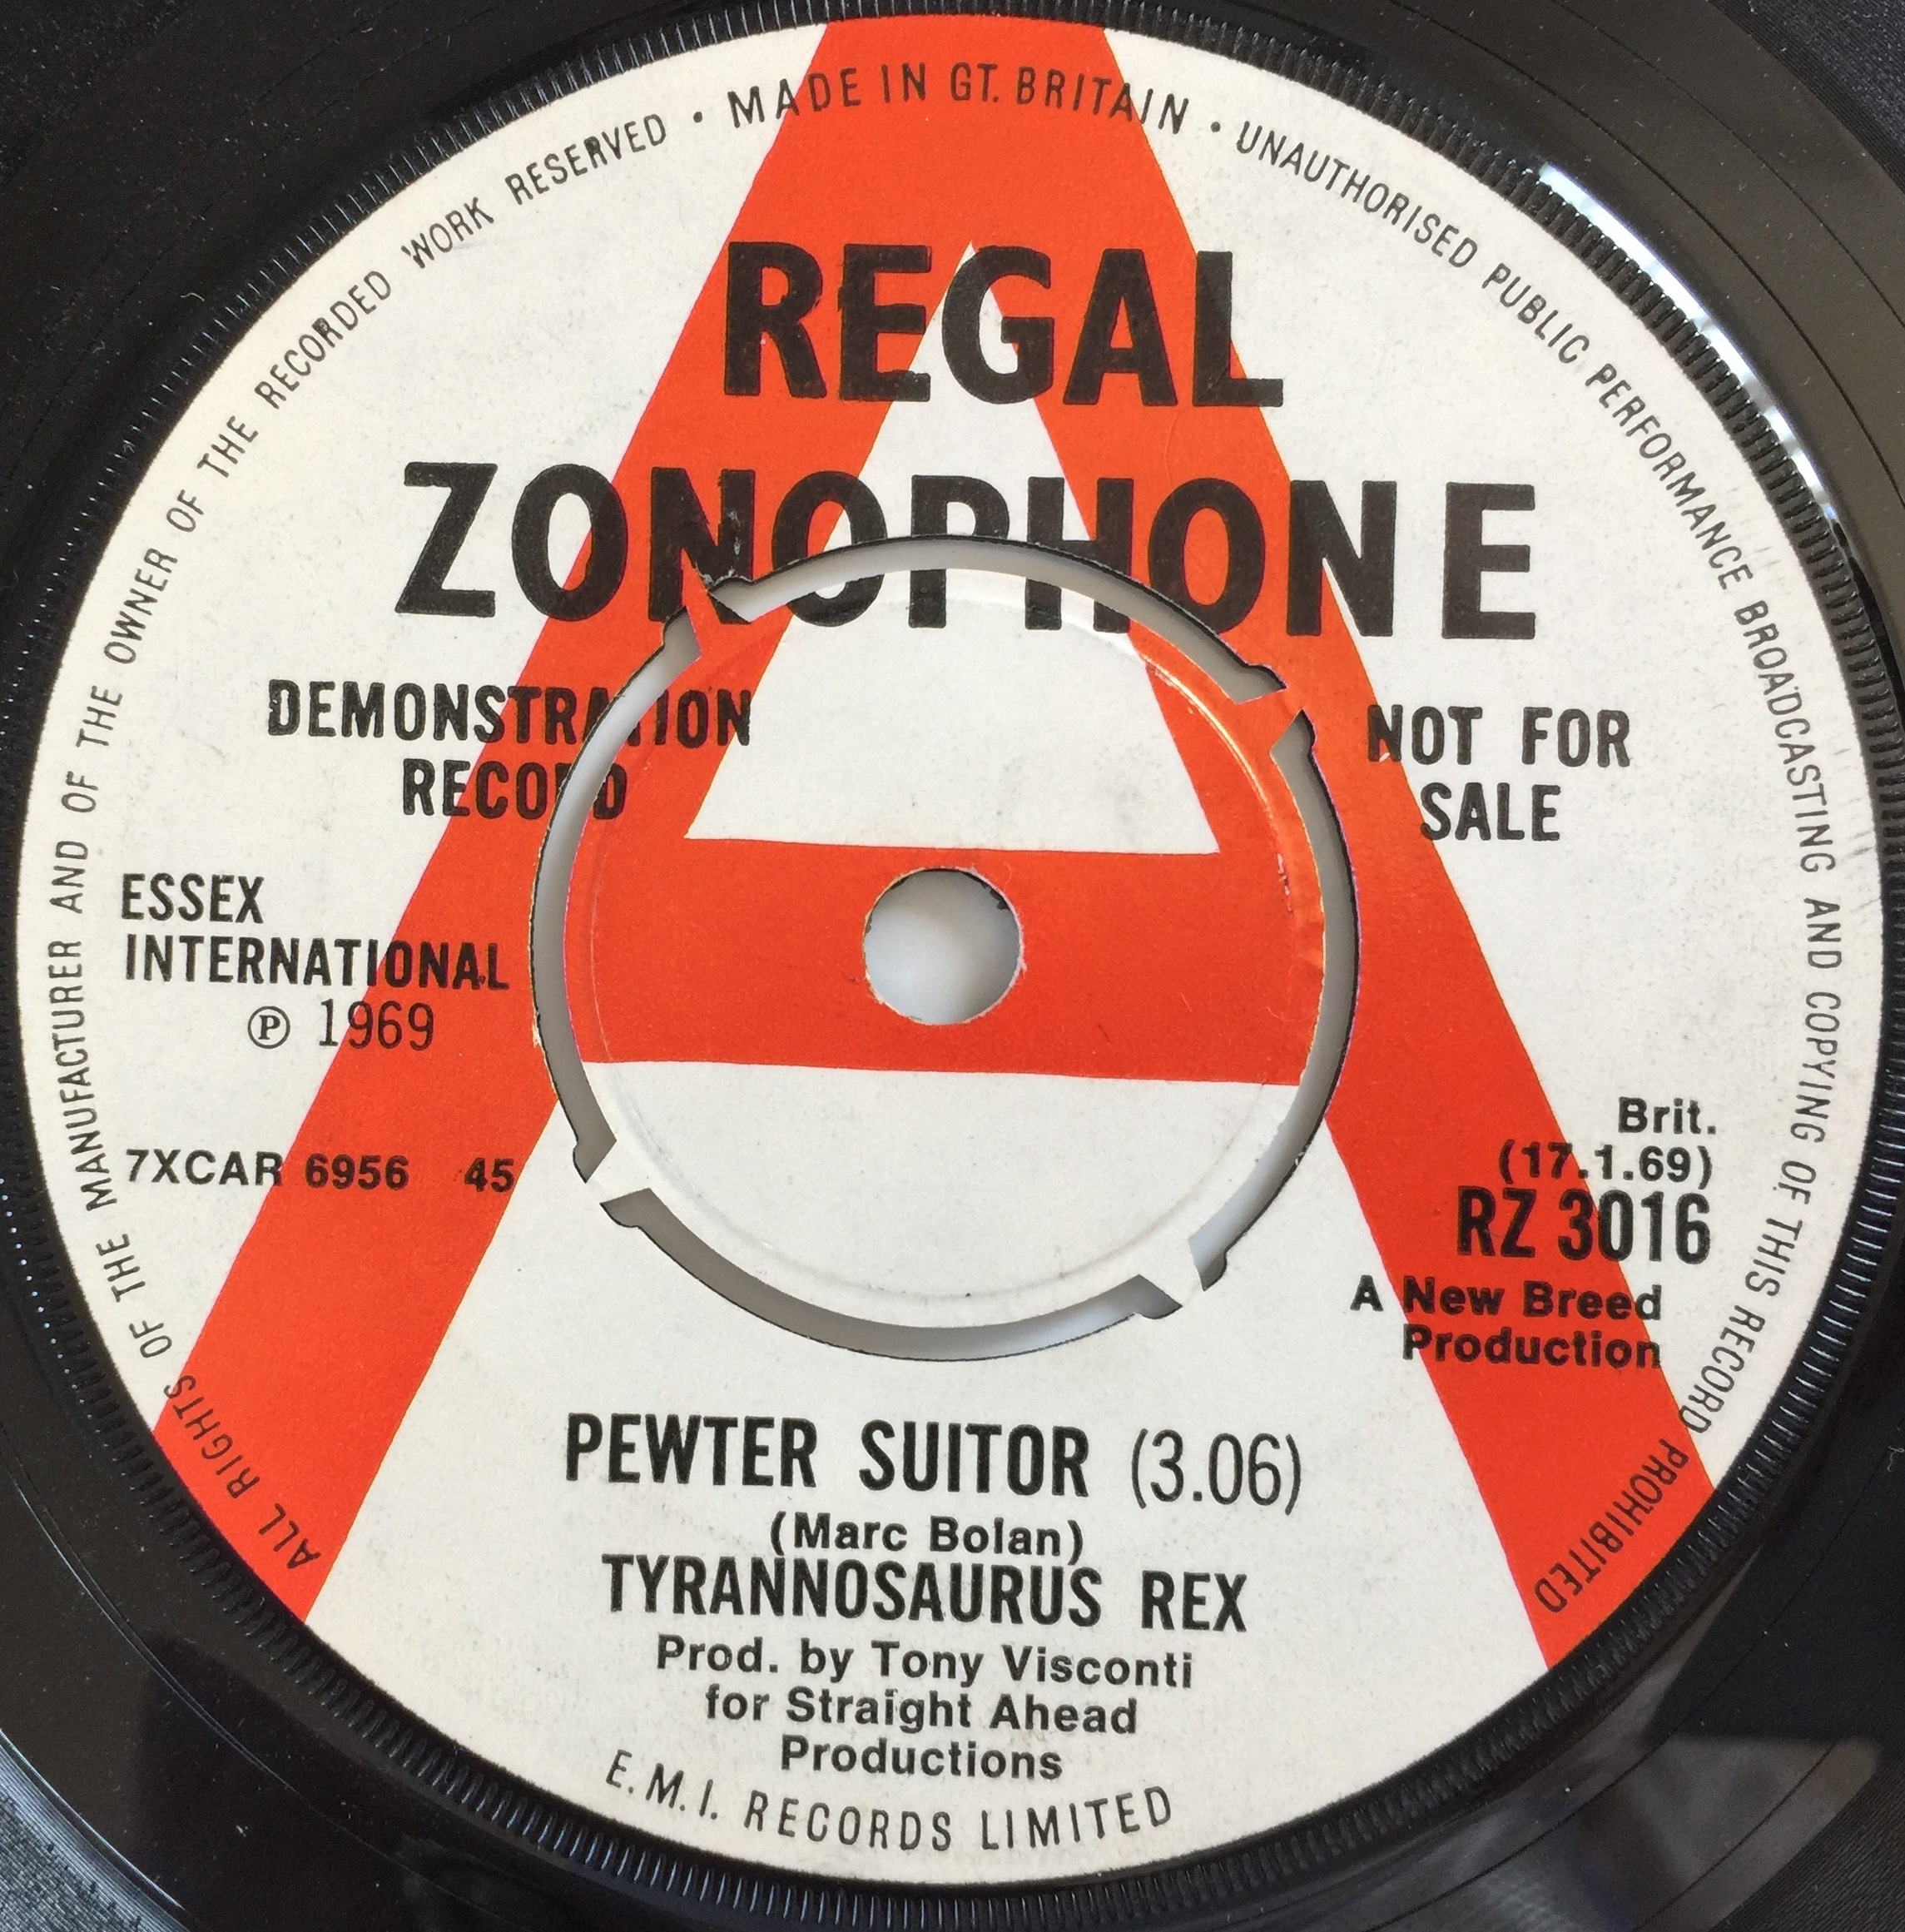 ALL RIGHTS OF THE MANUFACTURER AND OF THE OWNER OF THE RECORDED WORK RESERVED • MADE IN GT. BRITAIN • UNAUTHORISED PUBLIC PERFORMANCE BROADCASTING AND COPYING OF THIS RECORD PROHIBITED
A
REGAL
ZONOPHONE
DEMONSTRATION
RECORD
NOT FOR
SALE
ESSEX
INTERNATIONAL
℗ 1969
7XCAR 6956 45
Brit.
(17.1.69)
RZ 3016
A New Breed
Production
PEWTER SUITOR (3.06)
(Marc Bolan)
TYRANNOSAURUS REX
Prod. by Tony Visconti
for Straight Ahead
Productions
E.M.I. RECORDS LIMITED